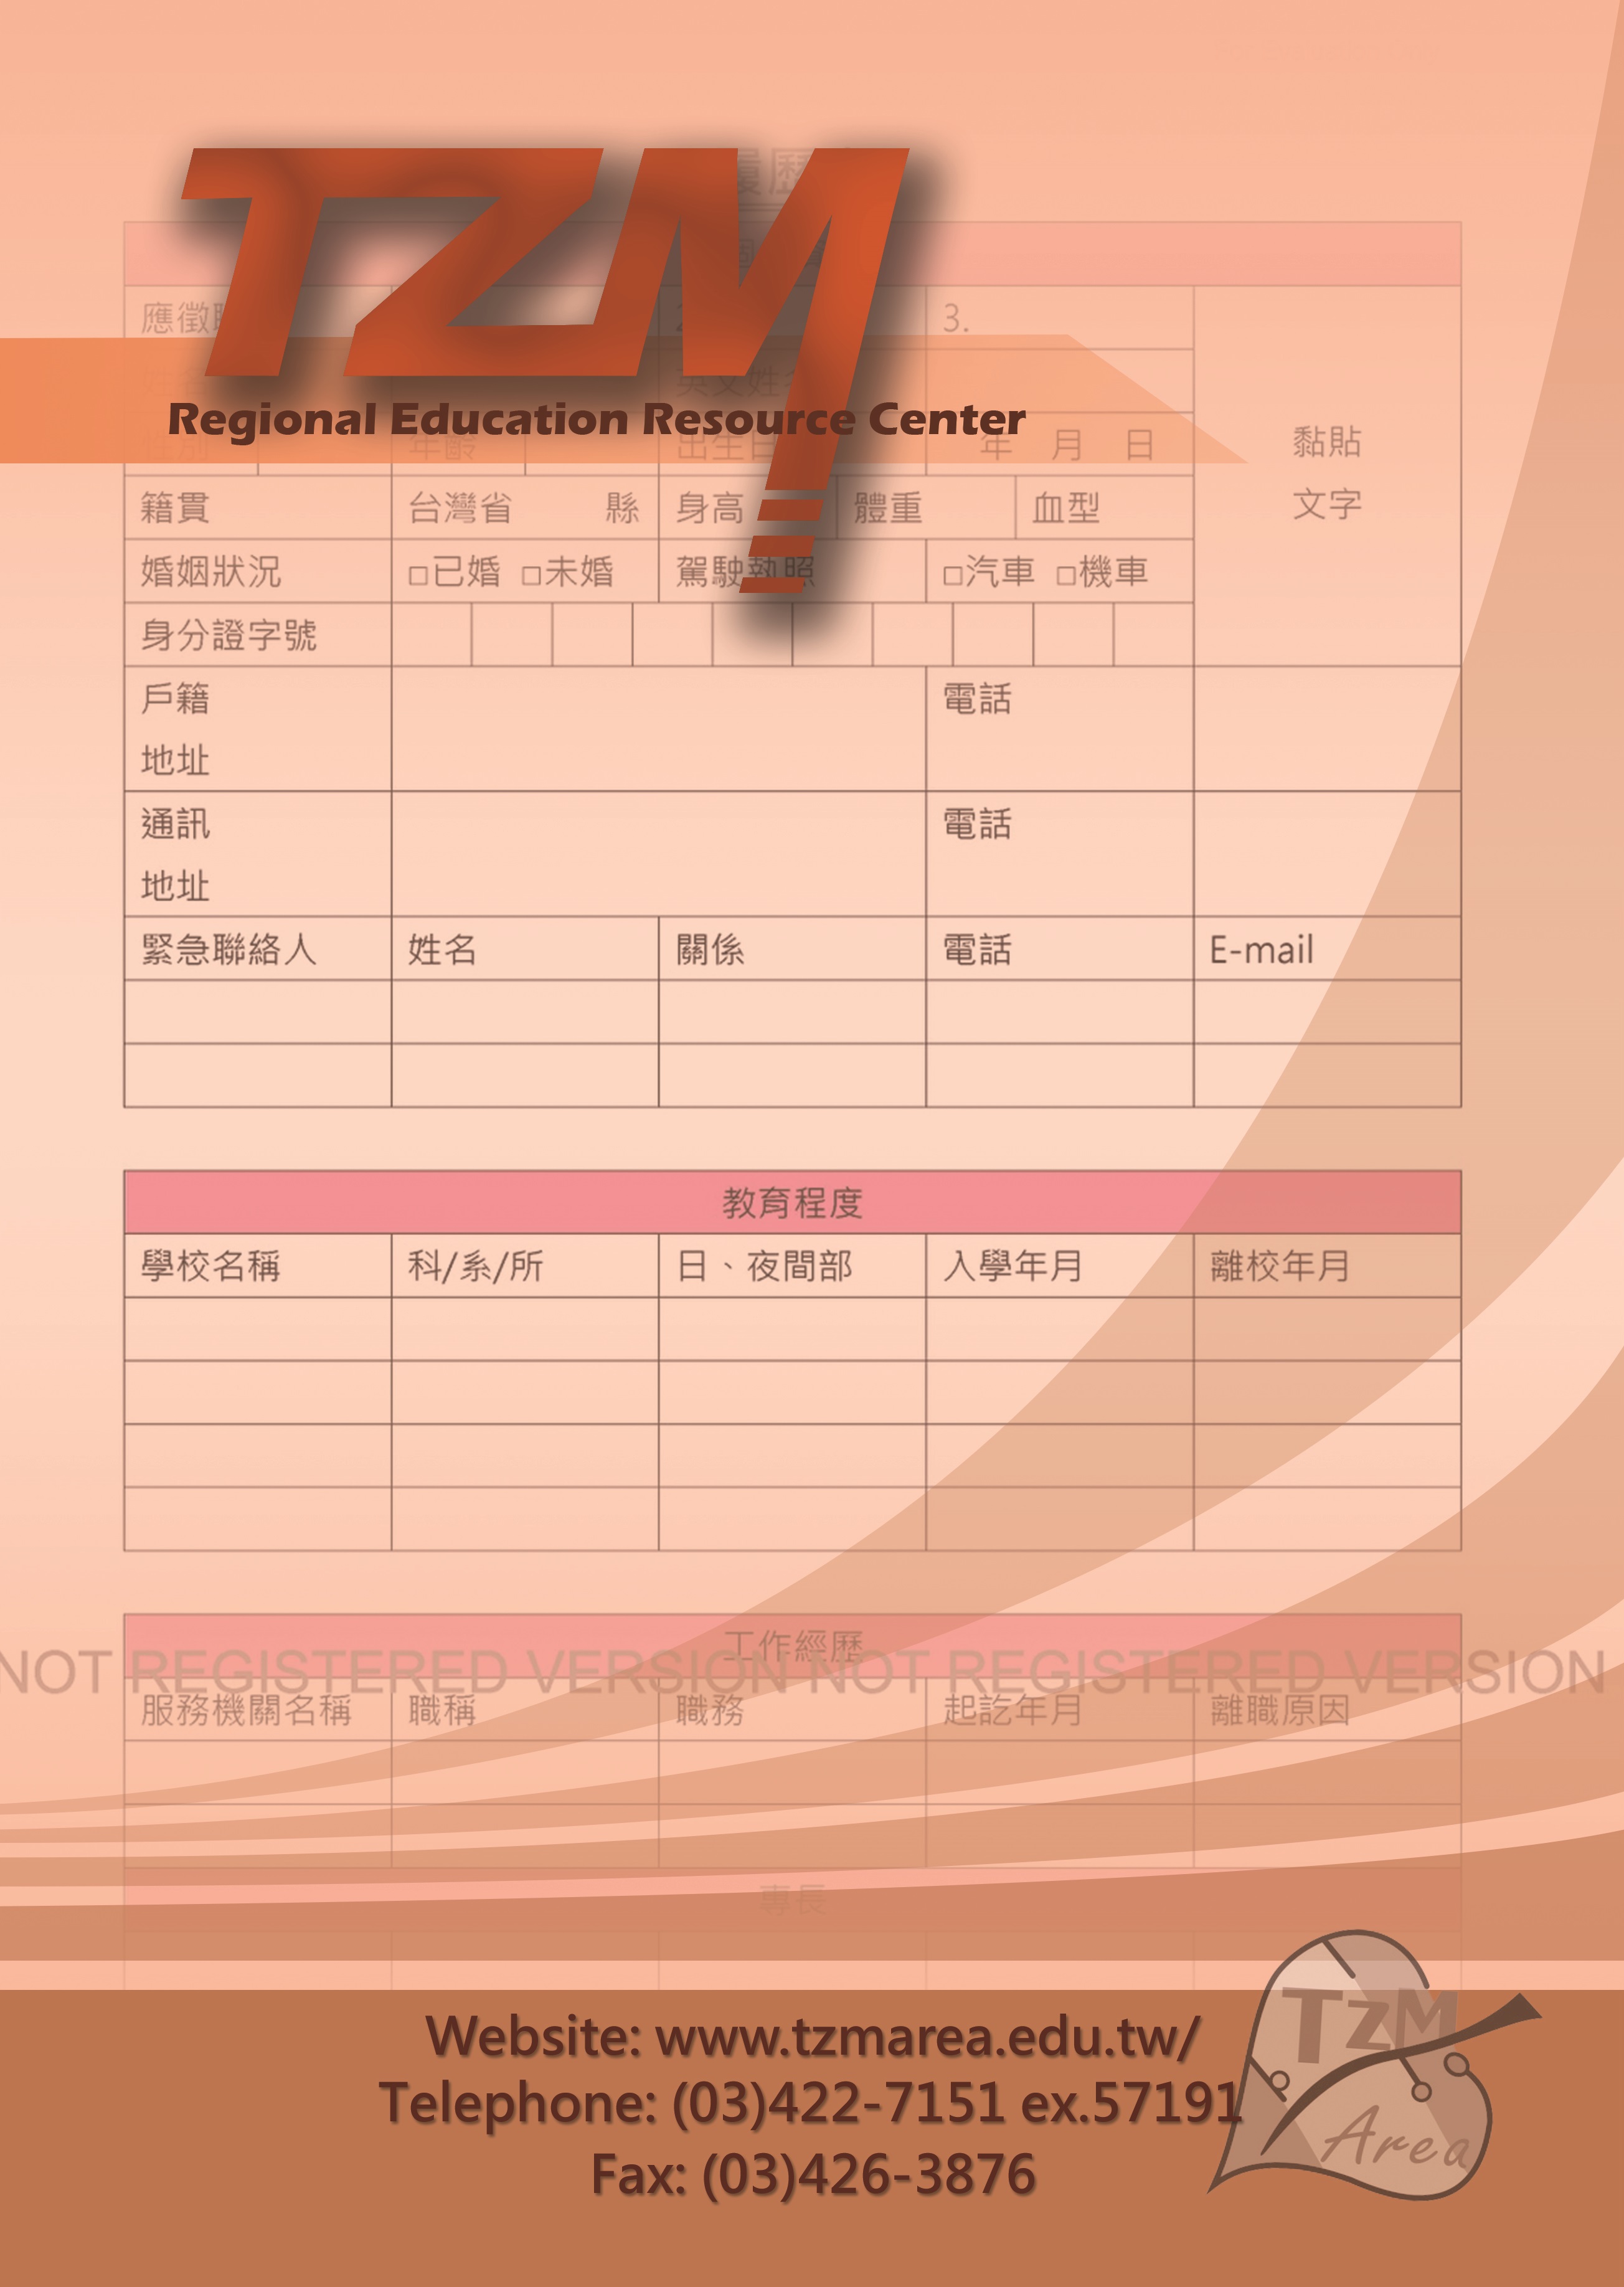 履歷
TZM
個
應徵
2
3.
英文姓名
Regional Education Resource Center
性別 年齡 出生日 年 月 日
黏貼
文字
籍貫 台灣省 縣 身高 體重 血型
婚姻狀況 □已婚 □未婚 駕駛執照 □汽車 □機車
身分證字號
戶籍 電話
地址
通訊 電話
地址
緊急聯絡人 姓名 關係 電話 E-mail
教育程度
學校名稱 科/系/所 日、夜間部 入學年月 離校年月
工作經歷
NOT REGISTERED VERSION NOT REGISTERED VERSION
服務機關名稱 職稱 職務 起訖年月 離職原因
專長
Website: www.tzmarea.edu.tw/
Telephone: (03)422-7151 ex.57191
Fax: (03)426-3876
TZM
Area